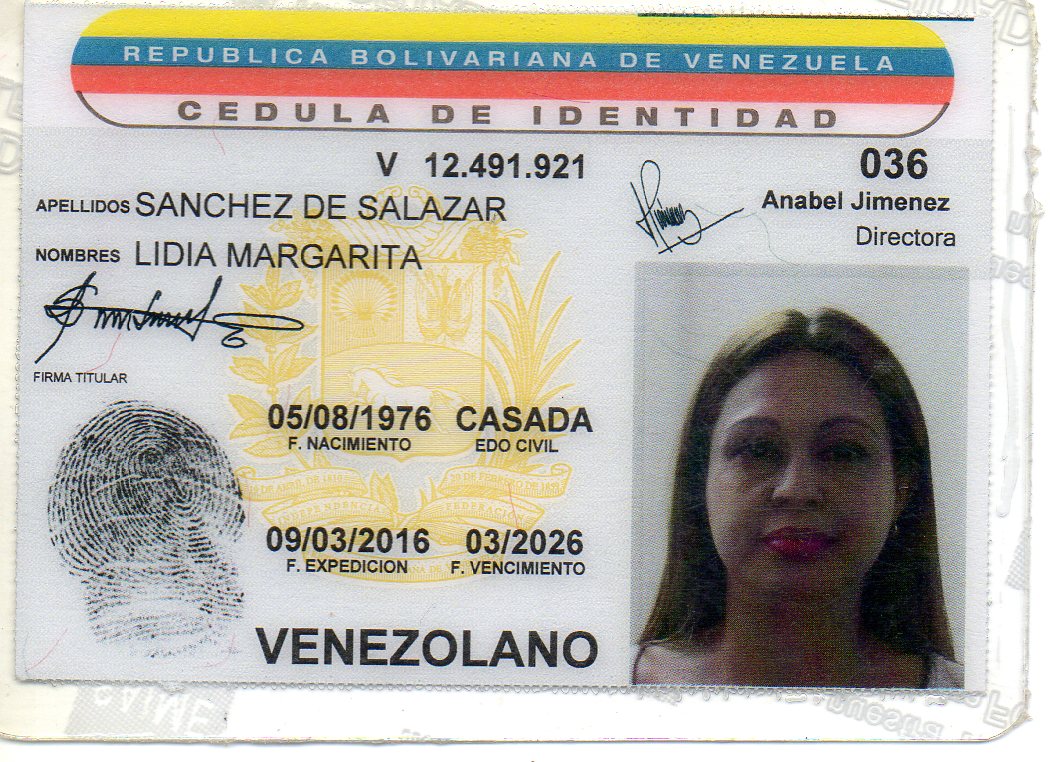 REPUBLICA BOLIVARIANA DE VENEZUELA
CEDULA DE IDENTIDAD
V 12.491.921
036
Anabel Jimenez
Directora
APELLIDOS SANCHEZ DE SALAZAR
NOMBRES LIDIA MARGARITA
FIRMA TITULAR
05/08/1976 CASADA
F. NACIMIENTO EDO CIVIL
INDEPENDENCIA FEDERACION
09/03/2016 03/2026
F. EXPEDICION F. VENCIMIENTO
VENEZOLANO